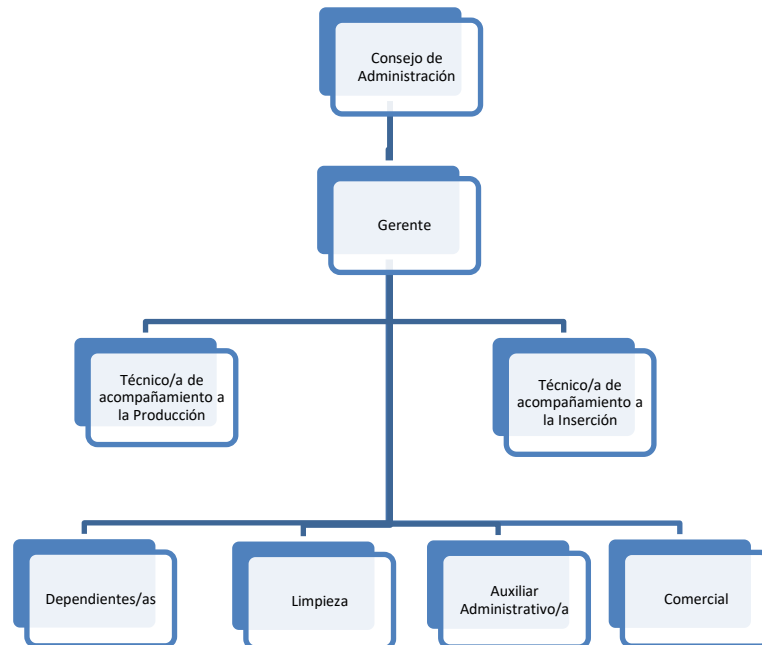 Consejo de
Administración
Gerente
Técnico/a de
acompañamiento a
la Producción
Técnico/a de
acompañamiento a
la Inserción
Dependientes/as
Limpieza
Auxiliar
Administrativo/a
Comercial